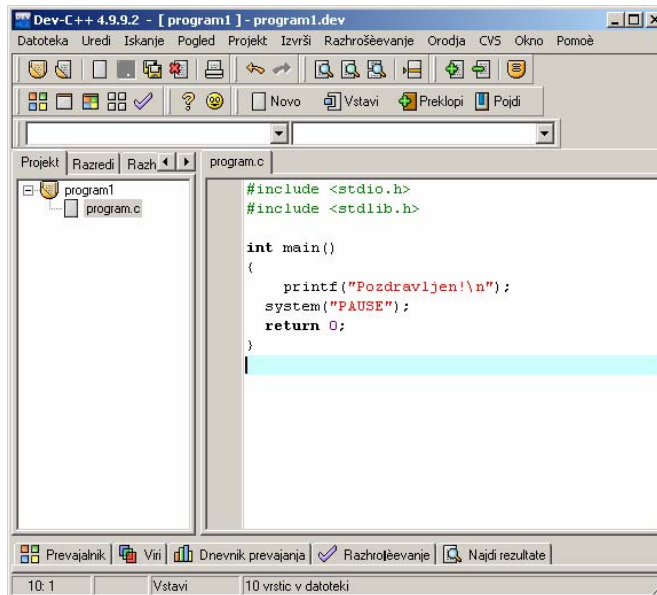 Dev-C++ 4.9.9.2 - [ program1 ] - program1.dev
Datoteka Uredi Iskanje Pogled Projekt Izvrši Razhroščèevanje Orodja CVS Okno Pomoè
Novo Vstavi Preklopi Pojdi
Projekt Razredi Razh program.c
program1
program.c
#include <stdio.h>
#include <stdlib.h>
int main()
{
printf("Pozdravljen!\n");
system("PAUSE");
return 0;
}
Prevajalnik Viri Dnevnik prevajanja Najdi rezultate
10: 1 Vstavi 10 vrstic v datoteki